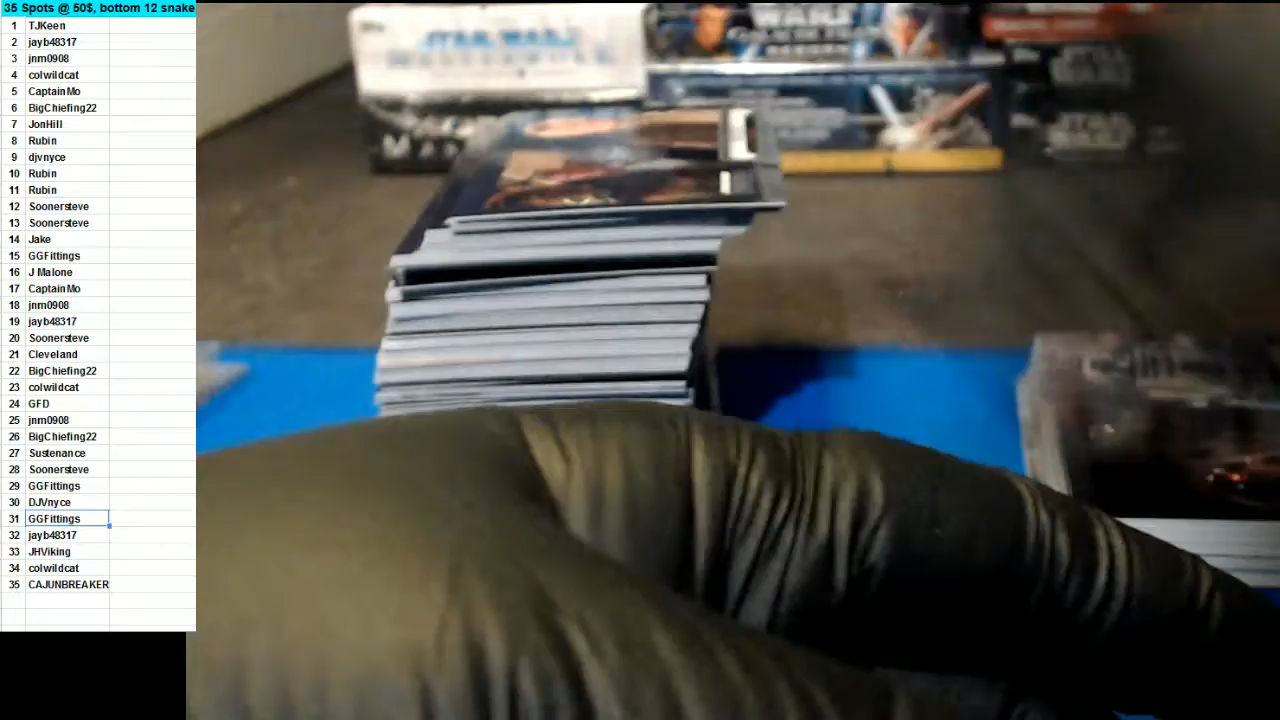 35 Spots @ 50$, bottom 12 snake
1 TJKeen
2 jayb48317
3 jnm0908
4 colwildcat
5 CaptainMo
6 BigChiefing22
7 JonHill
8 Rubin
9 djvnyce
10 Rubin
11 Rubin
12 Soonersteve
13 Soonersteve
14 Jake
15 GGFittings
16 J Malone
17 CaptainMo
18 jnm0908
19 jayb48317
20 Soonersteve
21 Cleveland
22 BigChiefing22
23 colwildcat
24 GFD
25 jnm0908
26 BigChiefing22
27 Sustenance
28 Soonersteve
29 GGFittings
30 DJVnyce
31 GGFittings
32 jayb48317
33 JHViking
34 colwildcat
35 CAJUNBREAKER
STAR WARS
MASTERWORK
WARS
STAR WARS
STAR WARS